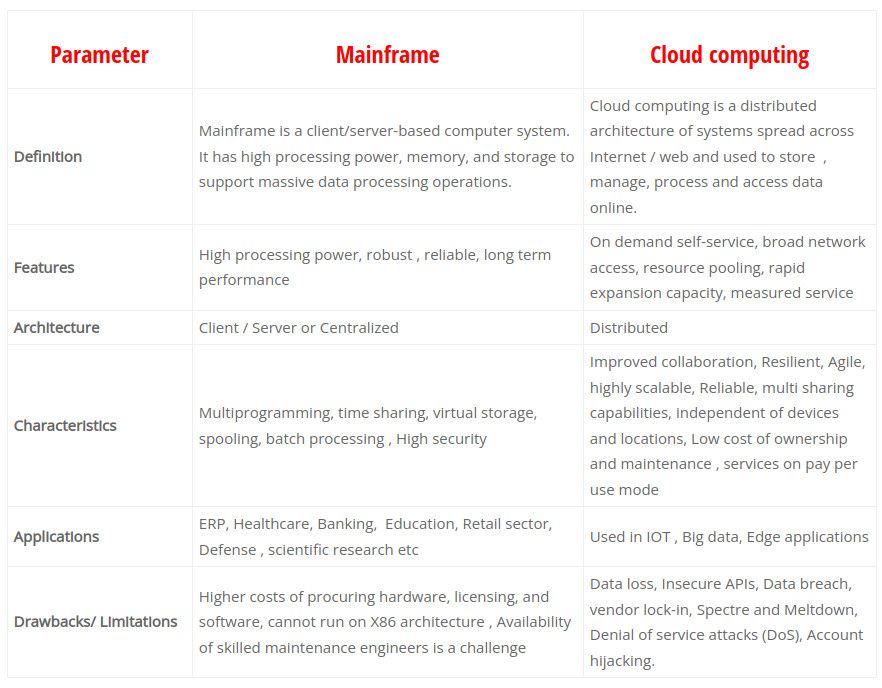 Parameter
Mainframe
Cloud computing
Definition
Mainframe is a client/server-based computer system.
It has high processing power, memory, and storage to
support massive data processing operations.
Cloud computing is a distributed
architecture of systems spread across
Internet / web and used to store  ,
manage, process and access data
online.
Features
High processing power, robust , reliable, long term
performance
On demand self-service, broad network
access, resource pooling, rapid
expansion capacity, measured service
Architecture
Client / Server or Centralized
Distributed
Characteristics
Multiprogramming, time sharing, virtual storage,
spooling, batch processing , High security
Improved collaboration, Resilient, Agile,
highly scalable, Reliable, multi sharing
capabilities, independent of devices
and locations, Low cost of ownership
and maintenance , services on pay per
use mode
Applications
ERP, Healthcare, Banking,  Education, Retail sector,
Defense , scientific research etc
Used in IOT , Big data, Edge applications
Drawbacks/ Limitations
Higher costs of procuring hardware, licensing, and
software, cannot run on X86 architecture , Availability
of skilled maintenance engineers is a challenge
Data loss, Insecure APIs, Data breach,
vendor lock-in, Spectre and Meltdown,
Denial of service attacks (DoS), Account
hijacking.